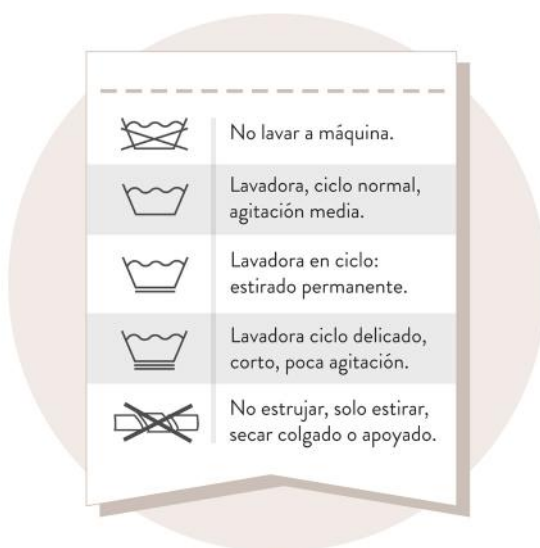 No lavar a máquina.
Lavadora, ciclo normal,
agitación media.
Lavadora en ciclo:
estirado permanente.
Lavadora ciclo delicado,
corto, poca agitación.
No estrujar, solo estirar,
secar colgado o apoyado.